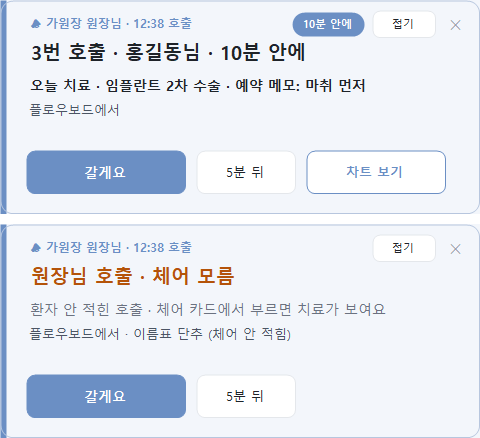 가원장 원장님 · 12:38 호출
10분 안에
접기
3번 호출 · 홍길동님 · 10분 안에
오늘 치료 · 임플란트 2차 수술 · 예약 메모: 마취 먼저
플로우보드에서
갈게요
5분 뒤
차트 보기
가원장 원장님 · 12:38 호출
접기
원장님 호출 · 체어 모름
환자 안 적힌 호출 · 체어 카드에서 부르면 치료가 보여요
플로우보드에서 · 이름표 단추 (체어 안 적힘)
갈게요
5분 뒤